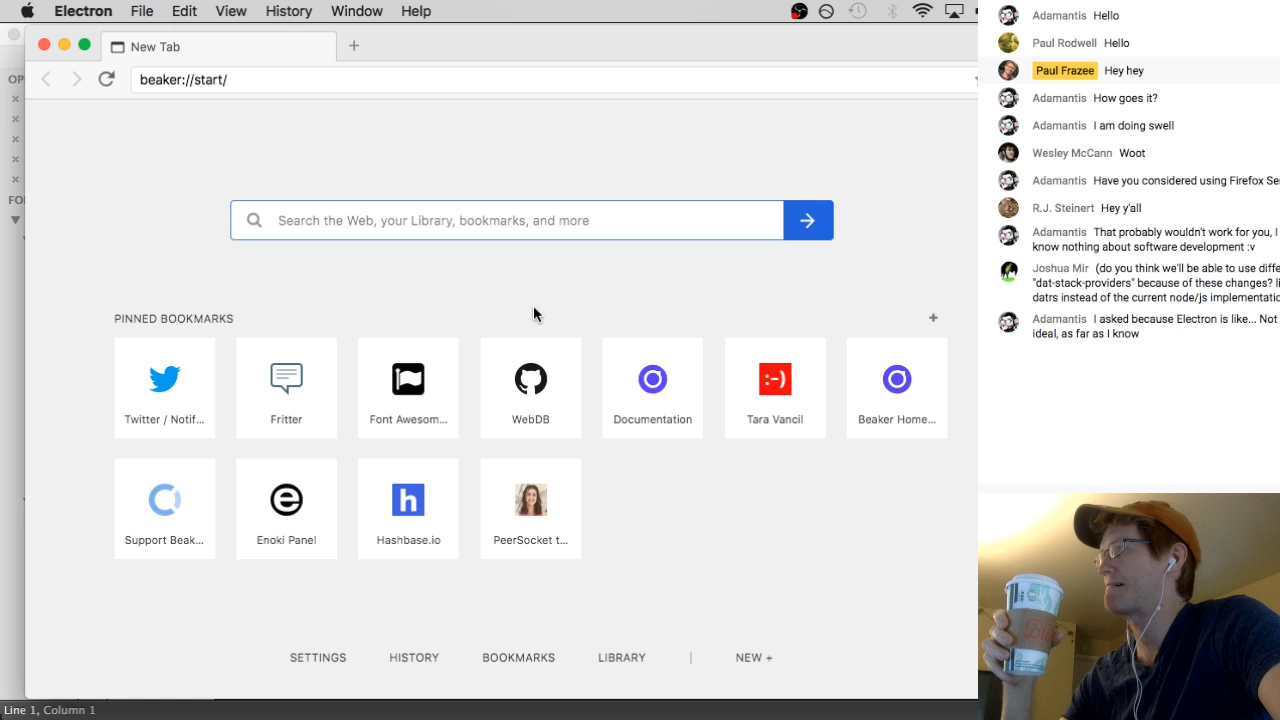 Electron File Edit View History Window Help
New Tab
beaker://start/
OP
FO
Search the Web, your Library, bookmarks, and more
PINNED BOOKMARKS
Twitter / Notif...
Fritter
Font Awesom...
WebDB
Documentation
:-)
Tara Vancil
Beaker Home...
Support Beak...
e
Enoki Panel
h
Hashbase.io
PeerSocket t...
SETTINGS HISTORY BOOKMARKS LIBRARY | NEW +
Line 1, Column 1
Adamantis Hello
Paul Rodwell Hello
Paul Frazee Hey hey
Adamantis How goes it?
Adamantis I am doing swell
Wesley McCann Woot
Adamantis Have you considered using Firefox Se
R.J. Steinert Hey y'all
Adamantis That probably wouldn't work for you, I
know nothing about software development :v
Joshua Mir (do you think we'll be able to use diffe
"dat-stack-providers" because of these changes? li
datrs instead of the current node/js implementatio
Adamantis I asked because Electron is like... Not
ideal, as far as I know